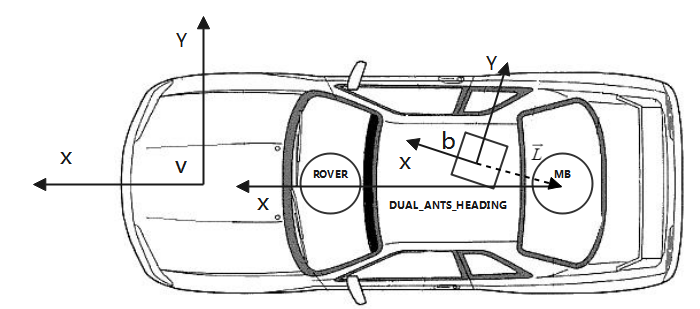 Y
Y
b
L
X
X
V
ROVER
MB
X
DUAL_ANTS_HEADING